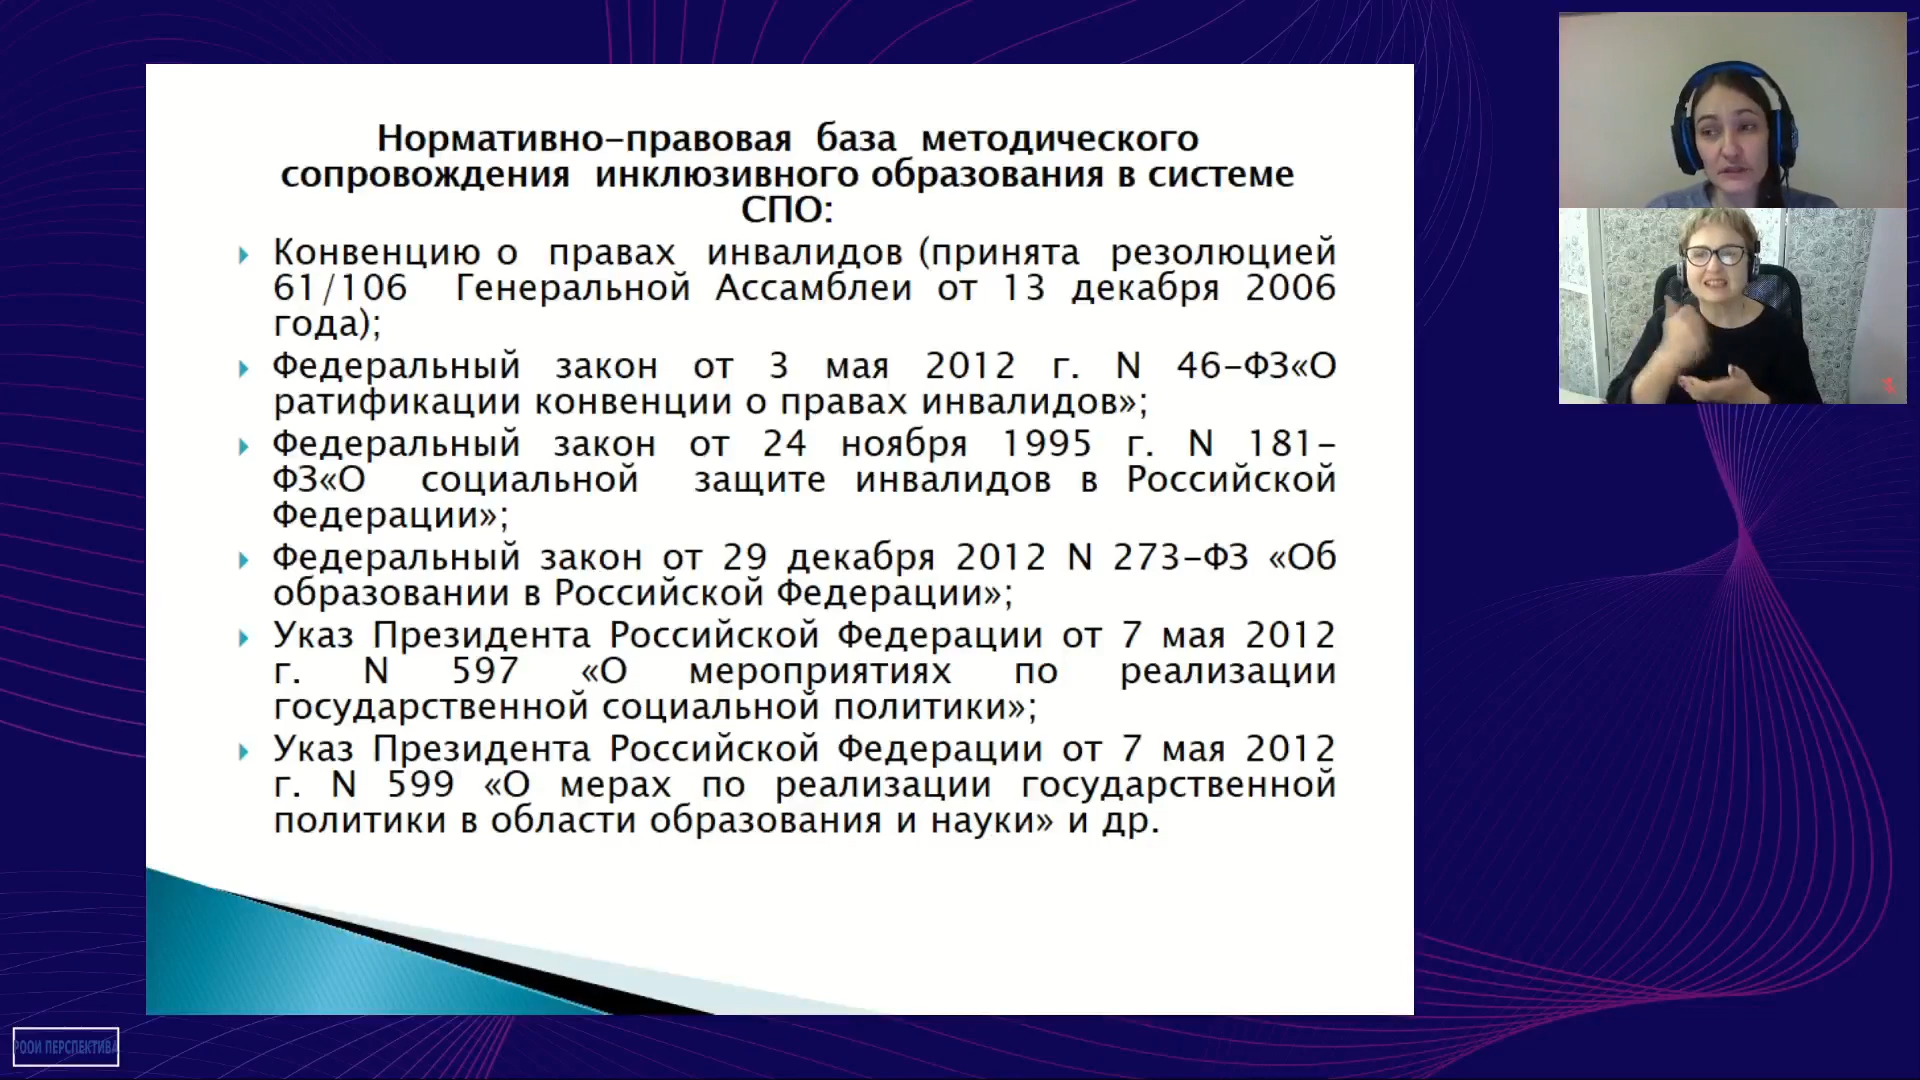 Нормативно-правовая база методического
сопровождения инклюзивного образования в системе
СПО:
Конвенцию о правах инвалидов (принята резолюцией
61/106 Генеральной Ассамблеи от 13 декабря 2006
года);
Федеральный закон от 3 мая 2012 г. N 46-ФЗ«О
ратификации конвенции о правах инвалидов»;
Федеральный закон от 24 ноября 1995 г. N 181-
ФЗ«О социальной защите инвалидов в Российской
Федерации»;
Федеральный закон от 29 декабря 2012 N 273-ФЗ «Об
образовании в Российской Федерации»;
Указ Президента Российской Федерации от 7 мая 2012
г. N 597 «О мероприятиях по реализации
государственной социальной политики»;
Указ Президента Российской Федерации от 7 мая 2012
г. N 599 «О мерах по реализации государственной
политики в области образования и науки» и др.
РООИ ПЕРСПЕКТИВА